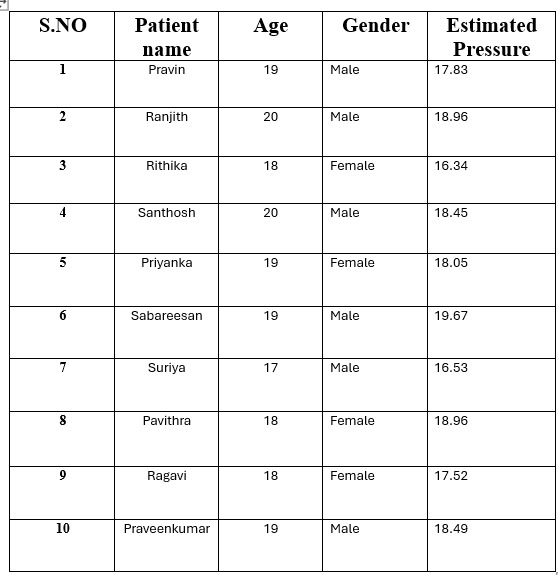 S.NO Patient name Age Gender Estimated Pressure
1 Pravin 19 Male 17.83
2 Ranjith 20 Male 18.96
3 Rithika 18 Female 16.34
4 Santhosh 20 Male 18.45
5 Priyanka 19 Female 18.05
6 Sabareesan 19 Male 19.67
7 Suriya 17 Male 16.53
8 Pavithra 18 Female 18.96
9 Ragavi 18 Female 17.52
10 Praveenkumar 19 Male 18.49